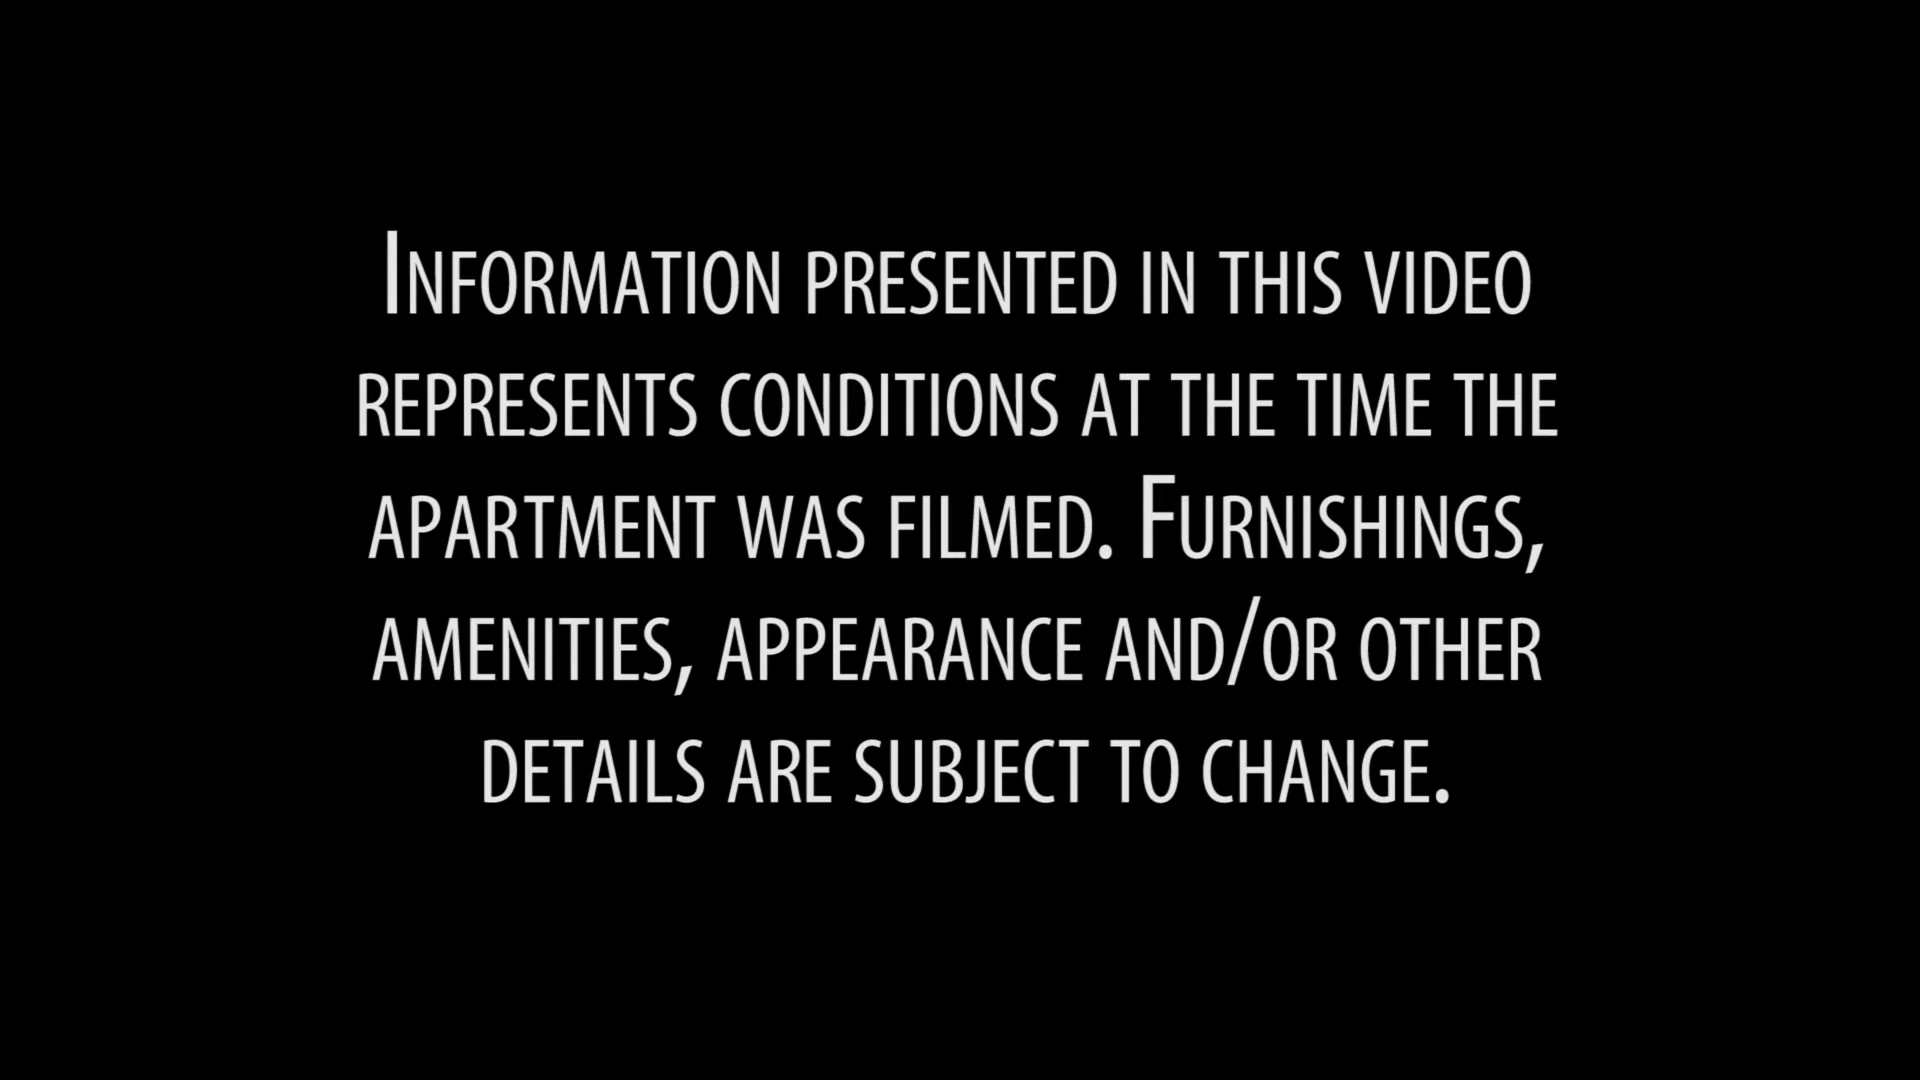 Information presented in this video
represents conditions at the time the
apartment was filmed. Furnishings,
amenities, appearance and/or other
details are subject to change.